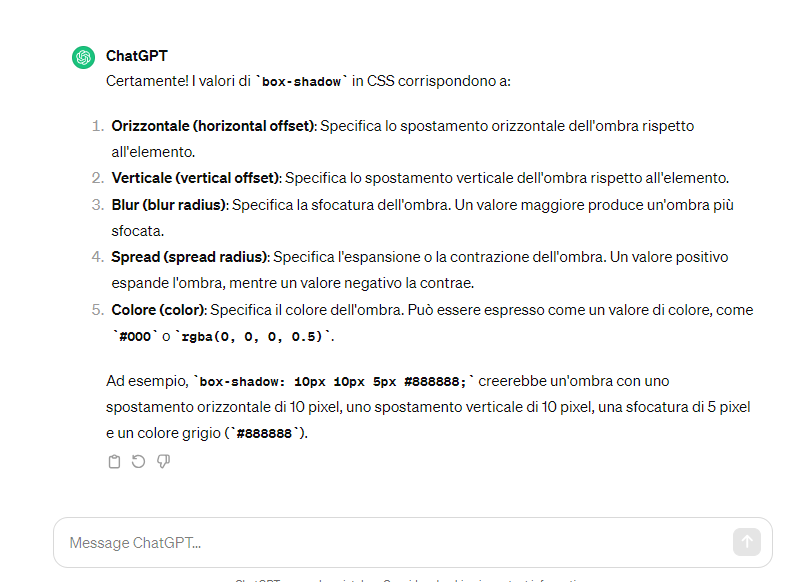 ChatGPT
Certamente! I valori di `box-shadow` in CSS corrispondono a:
1. Orizzontale (horizontal offset): Specifica lo spostamento orizzontale dell'ombra rispetto
all'elemento.
2. Verticale (vertical offset): Specifica lo spostamento verticale dell'ombra rispetto all'elemento.
3. Blur (blur radius): Specifica la sfocatura dell'ombra. Un valore maggiore produce un'ombra più
sfocata.
4. Spread (spread radius): Specifica l'espansione o la contrazione dell'ombra. Un valore positivo
espande l'ombra, mentre un valore negativo la contrae.
5. Colore (color): Specifica il colore dell'ombra. Può essere espresso come un valore di colore, come
`#000` o `rgba(0, 0, 0, 0.5)`.
Ad esempio, `box-shadow: 10px 10px 5px #888888;` creerebbe un'ombra con uno
spostamento orizzontale di 10 pixel, uno spostamento verticale di 10 pixel, una sfocatura di 5 pixel
e un colore grigio (`#888888`).
Message ChatGPT...